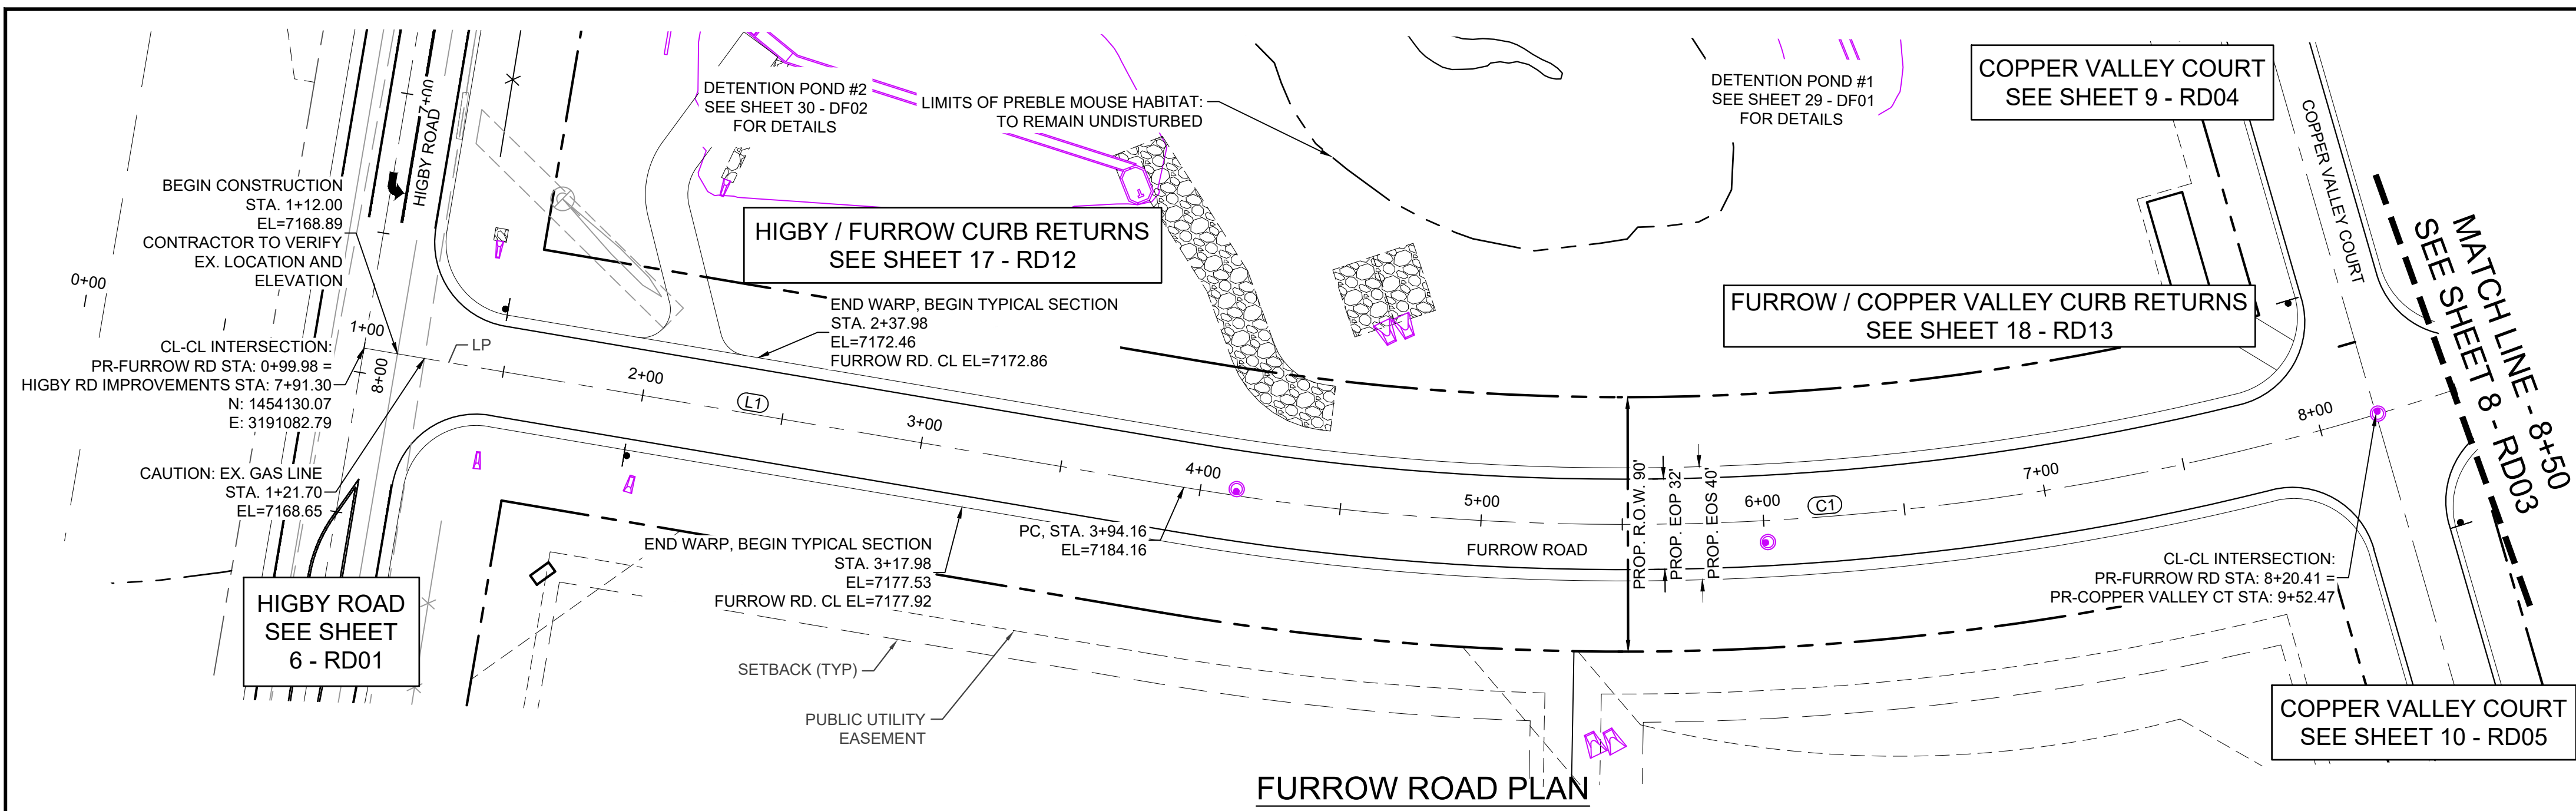 DETENTION POND #2
SEE SHEET 30 - DF02
FOR DETAILS
LIMITS OF PREBLE MOUSE HABITAT:
TO REMAIN UNDISTURBED
DETENTION POND #1
SEE SHEET 29 - DF01
FOR DETAILS
COPPER VALLEY COURT
SEE SHEET 9 - RD04
7+00
HIGBY ROAD
COPPER VALLEY COURT
BEGIN CONSTRUCTION
STA. 1+12.00
EL=7168.89
CONTRACTOR TO VERIFY
EX. LOCATION AND
ELEVATION
HIGBY / FURROW CURB RETURNS
SEE SHEET 17 - RD12
MATCH LINE - 8+50
SEE SHEET 8 - RD03
0+00
END WARP, BEGIN TYPICAL SECTION
STA. 2+37.98
EL=7172.46
FURROW RD. CL EL=7172.86
FURROW / COPPER VALLEY CURB RETURNS
SEE SHEET 18 - RD13
1+00
CL-CL INTERSECTION:
PR-FURROW RD STA: 0+99.98 =
HIGBY RD IMPROVEMENTS STA: 7+91.30
N: 1454130.07
E: 3191082.79
8+00
LP
2+00
L1
3+00
4+00
5+00
6+00
C1
7+00
8+00
CAUTION: EX. GAS LINE
STA. 1+21.70
EL=7168.65
END WARP, BEGIN TYPICAL SECTION
STA. 3+17.98
EL=7177.53
FURROW RD. CL EL=7177.92
PC, STA. 3+94.16
EL=7184.16
FURROW ROAD
PROP. R.O.W. 90'
PROP. EOP 32'
PROP. EOS 40'
CL-CL INTERSECTION:
PR-FURROW RD STA: 8+20.41 =
PR-COPPER VALLEY CT STA: 9+52.47
HIGBY ROAD
SEE SHEET
6 - RD01
SETBACK (TYP)
PUBLIC UTILITY
EASEMENT
COPPER VALLEY COURT
SEE SHEET 10 - RD05
FURROW ROAD PLAN